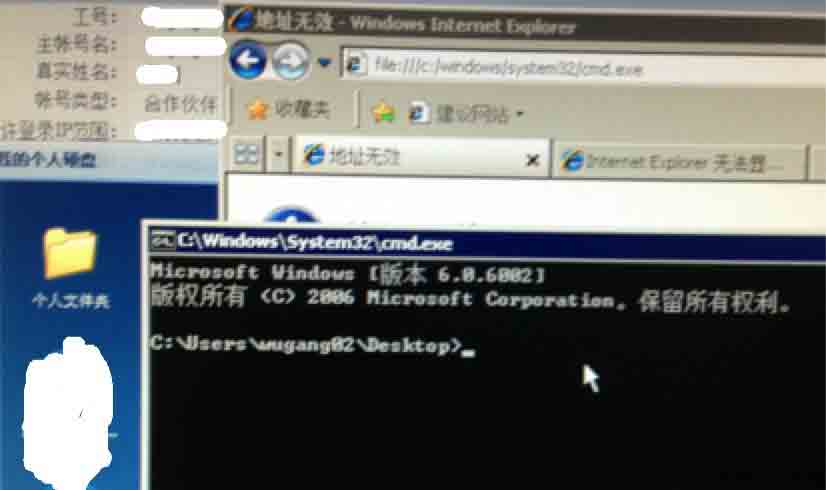 工号：
主帐号名：
真实姓名：
帐号类型： 合作伙伴
许登录IP范围：
的个人硬盘
个人文件夹
地址无效 - Windows Internet Explorer
file:///c:/windows/system32/cmd.exe
收藏夹
建议网站
地址无效
Internet Explorer 无法显...
C:\Windows\System32\cmd.exe
Microsoft Windows [版本 6.0.6002]
版权所有 (C) 2006 Microsoft Corporation。保留所有权利。
C:\Users\wugang02\Desktop>_